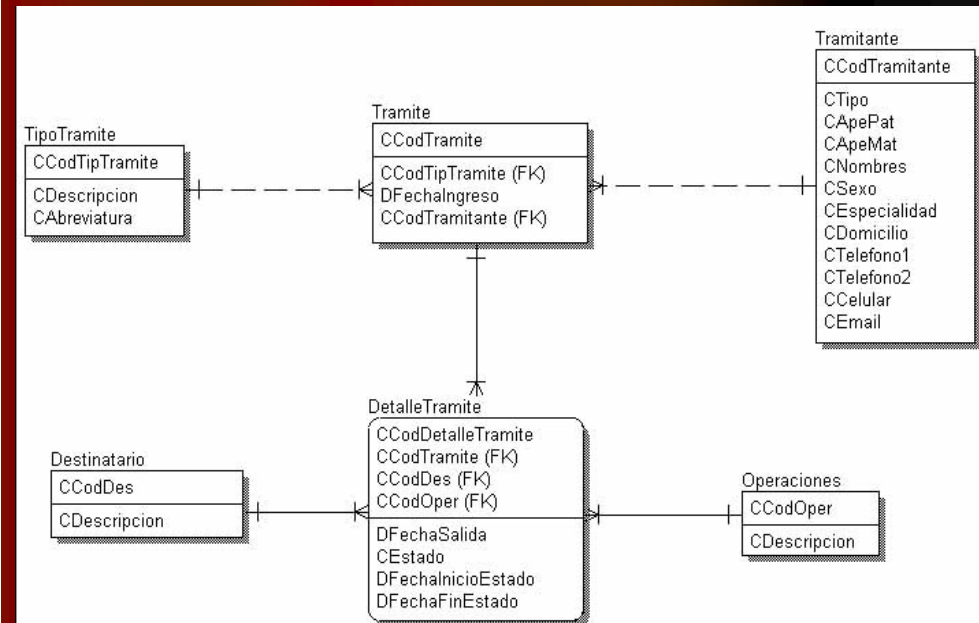 Tramitante
CCodTramitante
CTipo
CApePat
CApeMat
CNombres
CSexo
CEspecialidad
CDomicilio
CTelefono1
CTelefono2
CCelular
CEmail
Tramite
CCodTramite
CCodTipTramite (FK)
DFechaIngreso
CCodTramitante (FK)
TipoTramite
CCodTipTramite
CDescripcion
CAbreviatura
DetalleTramite
CCodDetalleTramite
CCodTramite (FK)
CCodDes (FK)
CCodOper (FK)
DFechaSalida
CEstado
DFechaInicioEstado
DFechaFinEstado
Destinatario
CCodDes
CDescripcion
Operaciones
CCodOper
CDescripcion